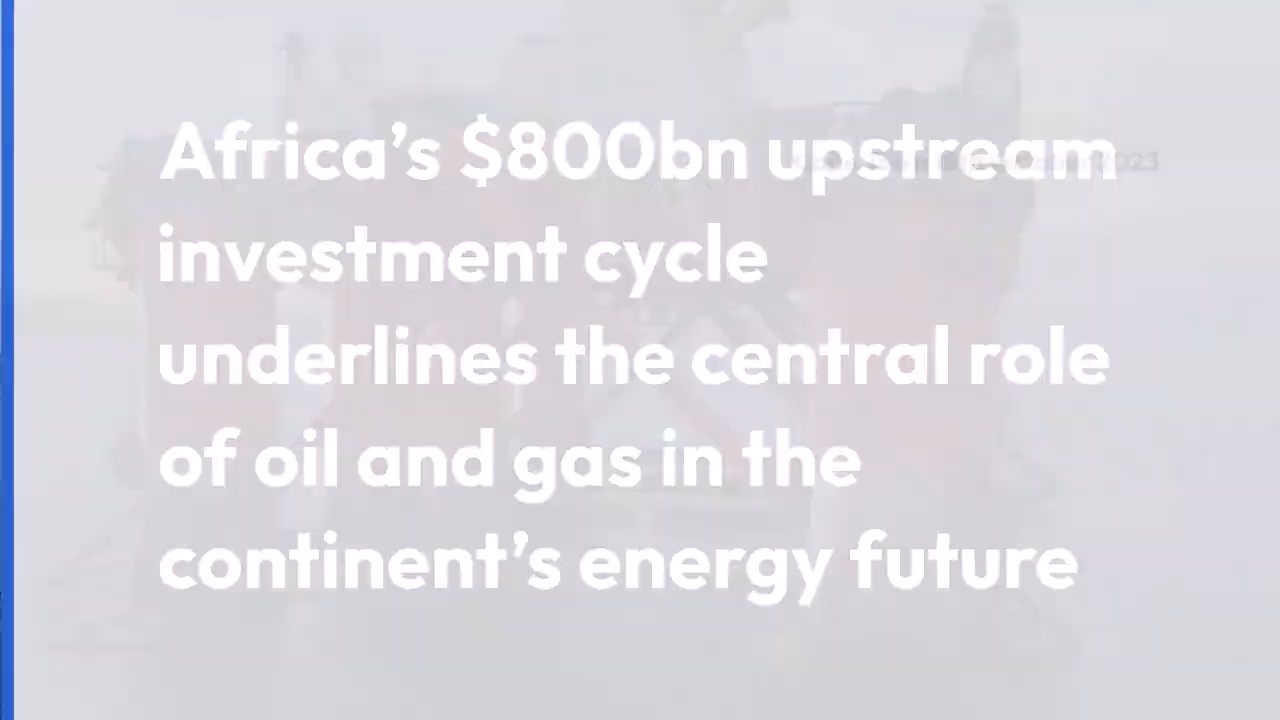 Africa’s $800bn upstream
investment cycle
underlines the central role
of oil and gas in the
continent’s energy future